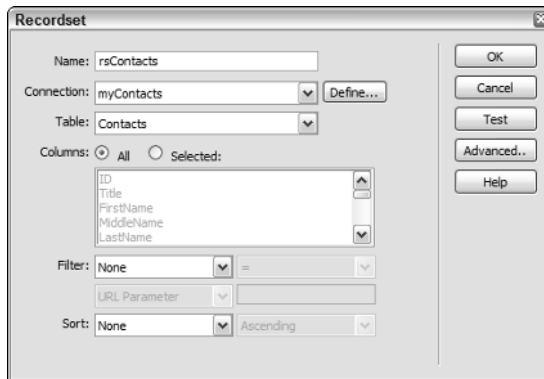 Recordset
Name: rsContacts
OK
Connection: myContacts Define...
Cancel
Table: Contacts
Test
Columns: All Selected:
Advanced..
ID
Title
FirstName
MiddleName
LastName
Help
Filter: None =
URL Parameter
Sort: None Ascending